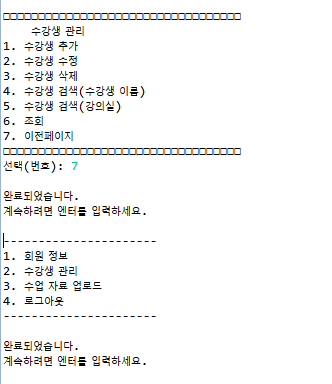 □□□□□□□□□□□□□□□□□□□□□□□□□□□□□□□□□□
수강생 관리
1. 수강생 추가
2. 수강생 수정
3. 수강생 삭제
4. 수강생 검색(수강생 이름)
5. 수강생 검색(강의실)
6. 조회
7. 이전페이지
□□□□□□□□□□□□□□□□□□□□□□□□□□□□□□□□□□
선택(번호): 7
완료되었습니다.
계속하려면 엔터를 입력하세요.
----------------------
1. 회원 정보
2. 수강생 관리
3. 수업 자료 업로드
4. 로그아웃
----------------------
완료되었습니다.
계속하려면 엔터를 입력하세요.